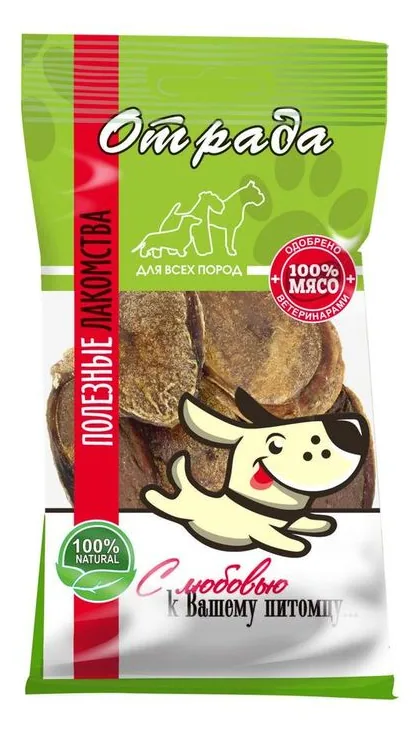 Отрада
ПОЛЕЗНЫЕ ЛАКОМСТВА
ДЛЯ ВСЕХ ПОРОД
ОДОБРЕНО
100%
МЯСО
ВЕТЕРИНАРАМИ
100%
NATURAL
С любовью
к Вашему питомцу...